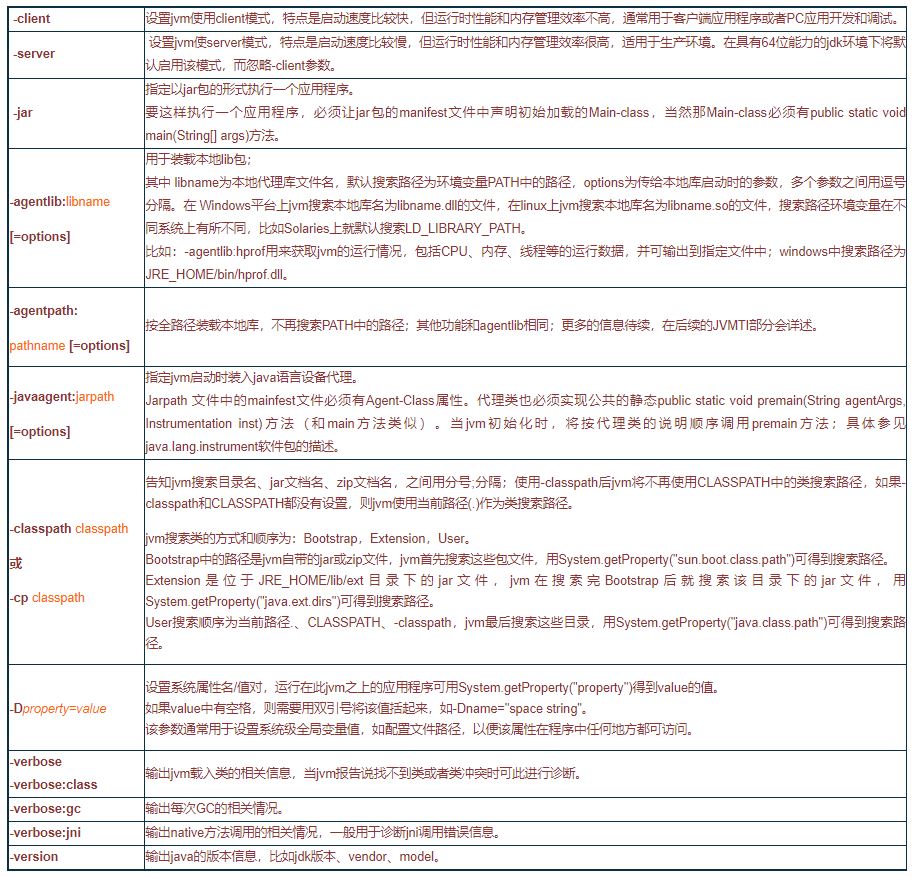 -client
设置jvm使用client模式，特点是启动速度比较快，但运行时性能和内存管理效率不高，通常用于客户端应用程序或者PC应用开发和调试。
-server
设置jvm使server模式，特点是启动速度比较慢，但运行时性能和内存管理效率很高，适用于生产环境。在具有64位能力的jdk环境下将默
认启用该模式，而忽略-client参数。
-jar
指定以jar包的形式执行一个应用程序。
要这样执行一个应用程序，必须让jar包的manifest文件中声明初始加载的Main-class，当然那Main-class必须有public static void
main(String[] args)方法。
-agentlib:libname
[=options]
用于装载本地lib包；
其中 libname为本地代理库文件名，默认搜索路径为环境变量PATH中的路径，options为传给本地库启动时的参数，多个参数之间用逗号
分隔。在 Windows平台上jvm搜索本地库名为libname.dll的文件，在linux上jvm搜索本地库名为libname.so的文件，搜索路径环境变量在不
同系统上有所不同，比如Solaries上就默认搜索LD_LIBRARY_PATH。
比如：-agentlib:hprof用来获取jvm的运行情况，包括CPU、内存、线程等的运行数据，并可输出到指定文件中；windows中搜索路径为
JRE_HOME/bin/hprof.dll。
-agentpath:
pathname [=options]
按全路径装载本地库，不再搜索PATH中的路径；其他功能和agentlib相同；更多的信息待续，在后续的JVMTI部分会详述。
-javaagent:jarpath
[=options]
指定jvm启动时装入java语言设备代理。
Jarpath 文件中的mainfest文件必须有Agent-Class属性。代理类也必须实现公共的静态public static void premain(String agentArgs,
Instrumentation inst)方法（和main方法类似）。当jvm初始化时，将按代理类的说明顺序调用premain方法；具体参见
java.lang.instrument软件包的描述。
-classpath classpath
或
-cp classpath
告知jvm搜索目录名、jar文档名、zip文档名，之间用分号;分隔；使用-classpath后jvm将不再使用CLASSPATH中的类搜索路径，如果-
classpath和CLASSPATH都没有设置，则jvm使用当前路径(.)作为类搜索路径。
jvm搜索类的方式和顺序为：Bootstrap，Extension，User。
Bootstrap中的路径是jvm自带的jar或zip文件，jvm首先搜索这些包文件，用System.getProperty("sun.boot.class.path")可得到搜索路径。
Extension是位于JRE_HOME/lib/ext目录下的jar文件，jvm在搜索完Bootstrap后就搜索该目录下的jar文件，用
System.getProperty("java.ext.dirs")可得到搜索路径。
User搜索顺序为当前路径.、CLASSPATH、-classpath，jvm最后搜索这些目录，用System.getProperty("java.class.path")可得到搜索路
径。
-Dproperty=value
设置系统属性名/值对，运行在此jvm之上的应用程序可用System.getProperty("property")得到value的值。
如果value中有空格，则需要用双引号将该值括起来，如-Dname="space string"。
该参数通常用于设置系统级全局变量值，如配置文件路径，以便该属性在程序中任何地方都可访问。
-verbose
-verbose:class
输出jvm载入类的相关信息，当jvm报告说找不到类或者类冲突时可此进行诊断。
-verbose:gc
输出每次GC的相关情况。
-verbose:jni
输出native方法调用的相关情况，一般用于诊断jni调用错误信息。
-version
输出java的版本信息，比如jdk版本、vendor、model。